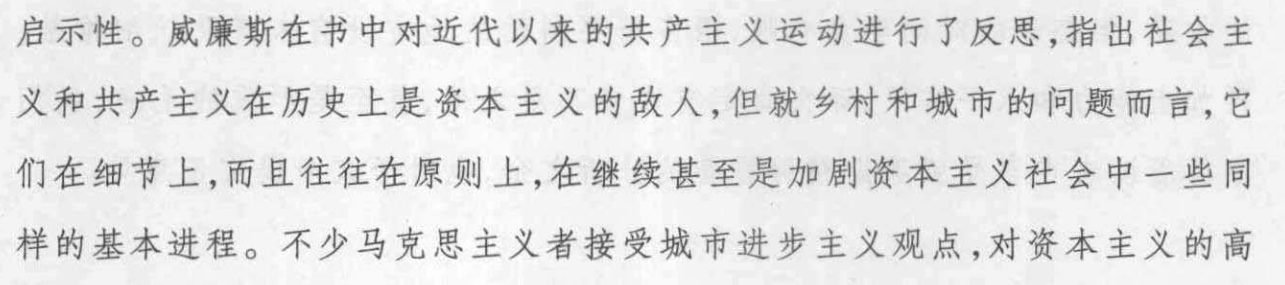 启示性。威廉斯在书中对近代以来的共产主义运动进行了反思,指出社会主
义和共产主义在历史上是资本主义的敌人,但就乡村和城市的问题而言,它
们在细节上,而且往往在原则上,在继续甚至是加剧资本主义社会中一些同
样的基本进程。不少马克思主义者接受城市进步主义观点,对资本主义的高